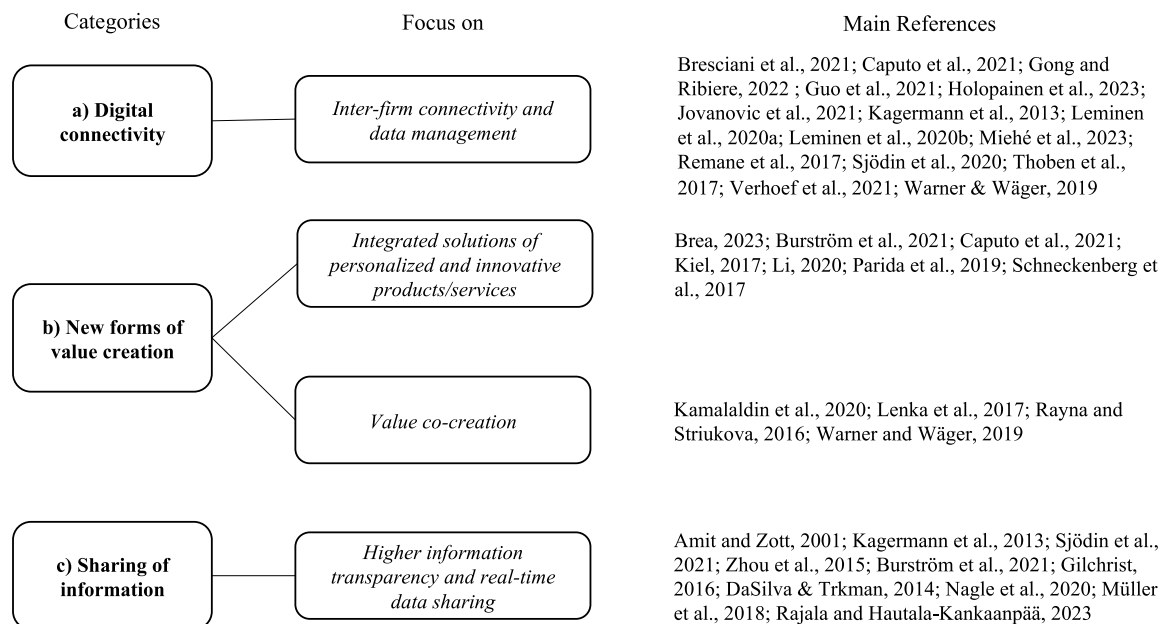 Categories
Focus on
Main References
a) Digital
connectivity
Inter-firm connectivity and
data management
Bresciani et al., 2021; Caputo et al., 2021; Gong and
Ribiere, 2022 ; Guo et al., 2021; Holopainen et al., 2023;
Jovanovic et al., 2021; Kagermann et al., 2013; Leminen
et al., 2020a; Leminen et al., 2020b; Miehé et al., 2023;
Remane et al., 2017; Sjödin et al., 2020; Thoben et al.,
2017; Verhoef et al., 2021; Warner & Wäger, 2019
b) New forms of
value creation
Integrated solutions of
personalized and innovative
products/services
Brea, 2023; Burström et al., 2021; Caputo et al., 2021;
Kiel, 2017; Li, 2020; Parida et al., 2019; Schneckenberg et
al., 2017
Value co-creation
Kamalaldin et al., 2020; Lenka et al., 2017; Rayna and
Striukova, 2016; Warner and Wäger, 2019
c) Sharing of
information
Higher information
transparency and real-time
data sharing
Amit and Zott, 2001; Kagermann et al., 2013; Sjödin et al.,
2021; Zhou et al., 2015; Burström et al., 2021; Gilchrist,
2016; DaSilva & Trkman, 2014; Nagle et al., 2020; Müller
et al., 2018; Rajala and Hautala-Kankaanpää, 2023